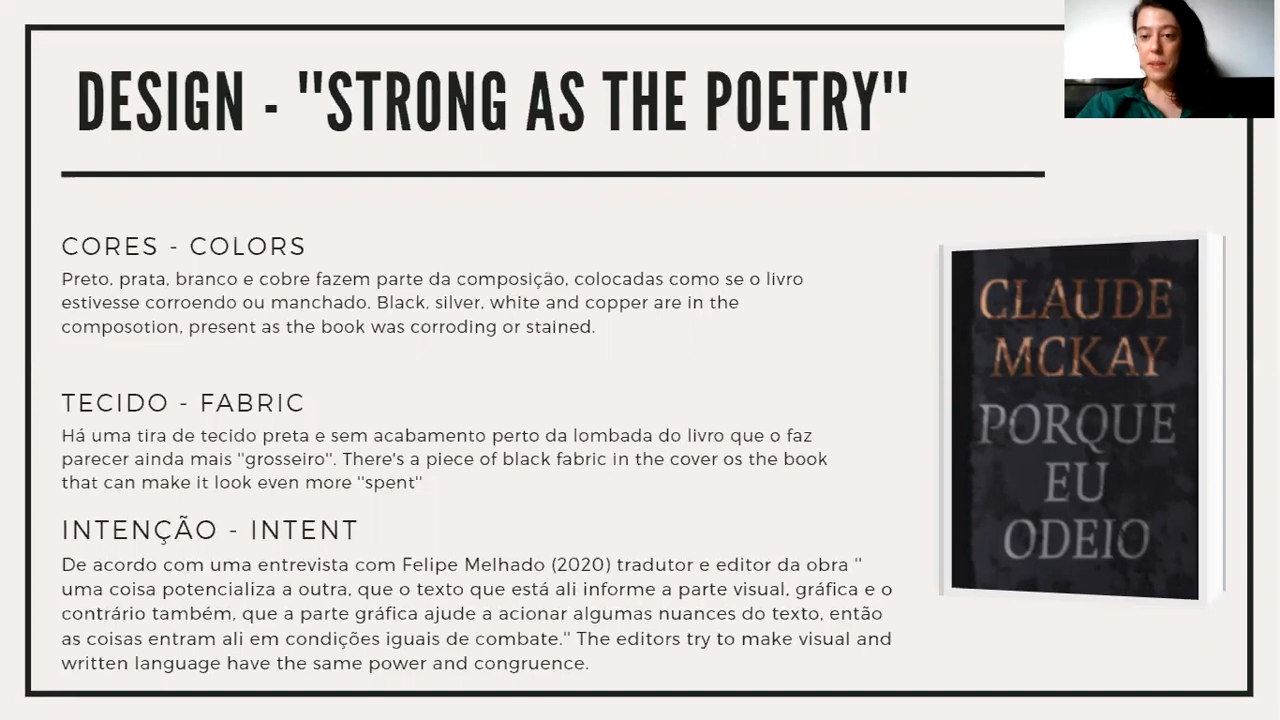 DESIGN - "STRONG AS THE POETRY"
CORES - COLORS
Preto, prata, branco e cobre fazem parte da composição, colocadas como se o livro
estivesse corroendo ou manchado. Black, silver, white and copper are in the
composotion, present as the book was corroding or stained.
TECIDO - FABRIC
Há uma tira de tecido preta e sem acabamento perto da lombada do livro que o faz
parecer ainda mais "grosseiro". There's a piece of black fabric in the cover os the book
that can make it look even more "spent"
INTENÇÃO - INTENT
De acordo com uma entrevista com Felipe Melhado (2020) tradutor e editor da obra "
uma coisa potencializa a outra, que o texto que está ali informe a parte visual, gráfica e o
contrário também, que a parte gráfica ajude a acionar algumas nuances do texto, então
as coisas entram ali em condições iguais de combate." The editors try to make visual and
written language have the same power and congruence.
CLAUDE
MCKAY
PORQUE
EU
ODEIO